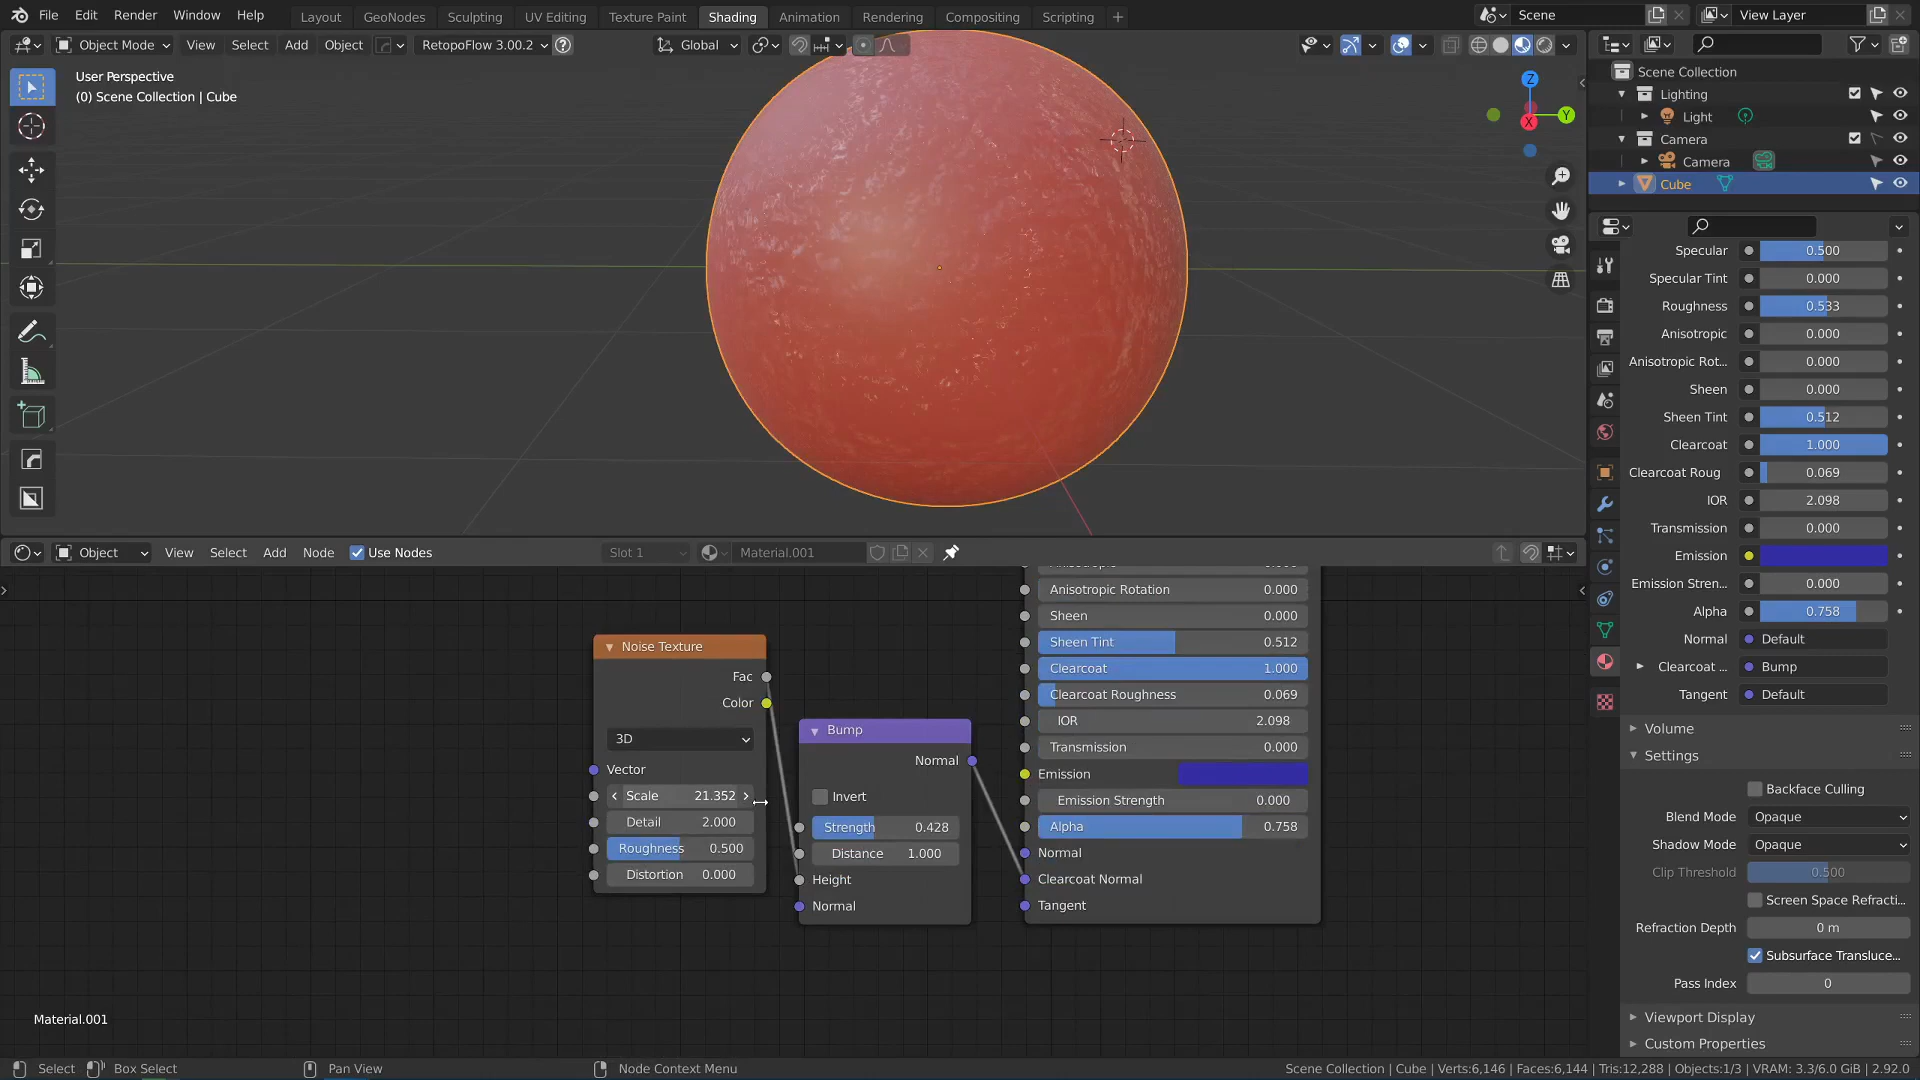 File Edit Render Window Help Layout GeoNodes Sculpting UV Editing Texture Paint Shading Animation Rendering Compositing Scripting + Scene View Layer
Object Mode View Select Add Object RetopoFlow 3.00.2 Global
User Perspective
(0) Scene Collection | Cube
Z
Y
X
Scene Collection
Lighting
Light
Camera
Camera
Cube
Specular 0.500
Specular Tint 0.000
Roughness 0.533
Anisotropic 0.000
Anisotropic Rot... 0.000
Sheen 0.000
Sheen Tint 0.512
Clearcoat 1.000
Clearcoat Roug 0.069
IOR 2.098
Transmission 0.000
Emission
Emission Stren... 0.000
Alpha 0.758
Normal Default
Clearcoat ... Bump
Tangent Default
Volume
Settings
Backface Culling
Blend Mode Opaque
Shadow Mode Opaque
Clip Threshold 0.500
Screen Space Refracti...
Refraction Depth 0 m
Subsurface Transluce...
Pass Index 0
Viewport Display
Custom Properties
Object View Select Add Node Use Nodes Slot 1 Material.001
Noise Texture
Fac
Color
3D
Vector
Scale 21.352
Detail 2.000
Roughness 0.500
Distortion 0.000
Bump
Normal
Invert
Strength 0.428
Distance 1.000
Height
Normal
Anisotropic Rotation 0.000
Sheen 0.000
Sheen Tint 0.512
Clearcoat 1.000
Clearcoat Roughness 0.069
IOR 2.098
Transmission 0.000
Emission
Emission Strength 0.000
Alpha 0.758
Normal
Clearcoat Normal
Tangent
Material.001
Select Box Select Pan View Node Context Menu Scene Collection | Cube | Verts:6,146 | Faces:6,144 | Tris:12,288 | Objects:1/3 | VRAM: 3.3/6.0 GiB | 2.92.0